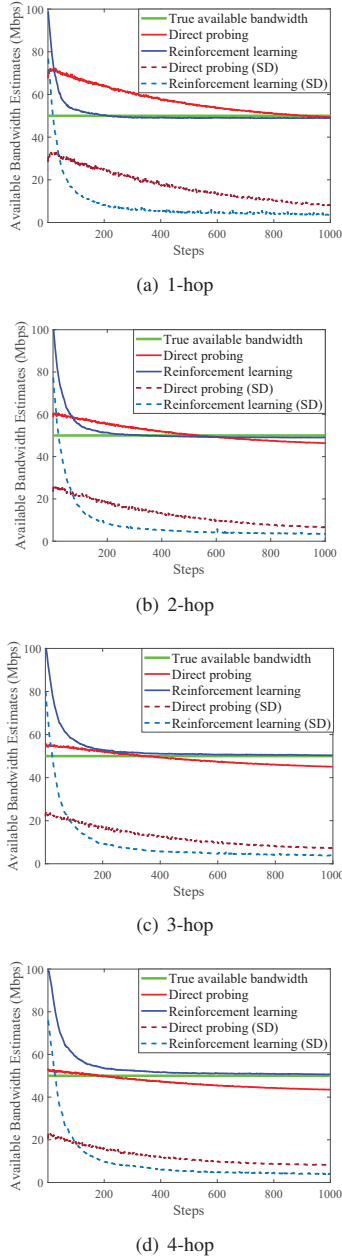 Available Bandwidth Estimates (Mbps)
100
80
60
40
20
0
True available bandwidth
Direct probing
Reinforcement learning
Direct probing (SD)
Reinforcement learning (SD)
200
400
600
800
1000
Steps
(a) 1-hop
Available Bandwidth Estimates (Mbps)
100
80
60
40
20
0
True available bandwidth
Direct probing
Reinforcement learning
Direct probing (SD)
Reinforcement learning (SD)
200
400
600
800
1000
Steps
(b) 2-hop
Available Bandwidth Estimates (Mbps)
100
80
60
40
20
0
True available bandwidth
Direct probing
Reinforcement learning
Direct probing (SD)
Reinforcement learning (SD)
200
400
600
800
1000
Steps
(c) 3-hop
Available Bandwidth Estimates (Mbps)
100
80
60
40
20
0
True available bandwidth
Direct probing
Reinforcement learning
Direct probing (SD)
Reinforcement learning (SD)
200
400
600
800
1000
Steps
(d) 4-hop